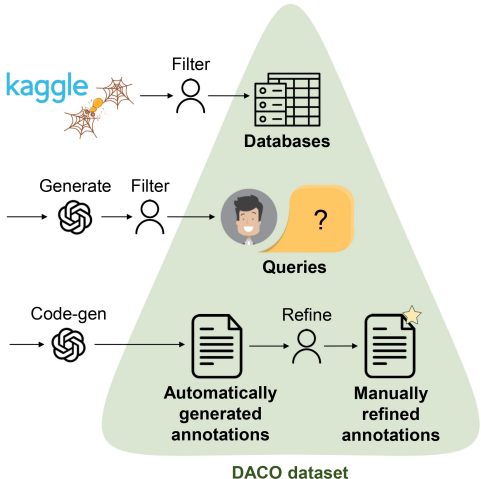 Filter
kaggle
Databases
Generate
Filter
?
Queries
Code-gen
Refine
Automatically
generated
annotations
Manually
refined
annotations
DACO dataset